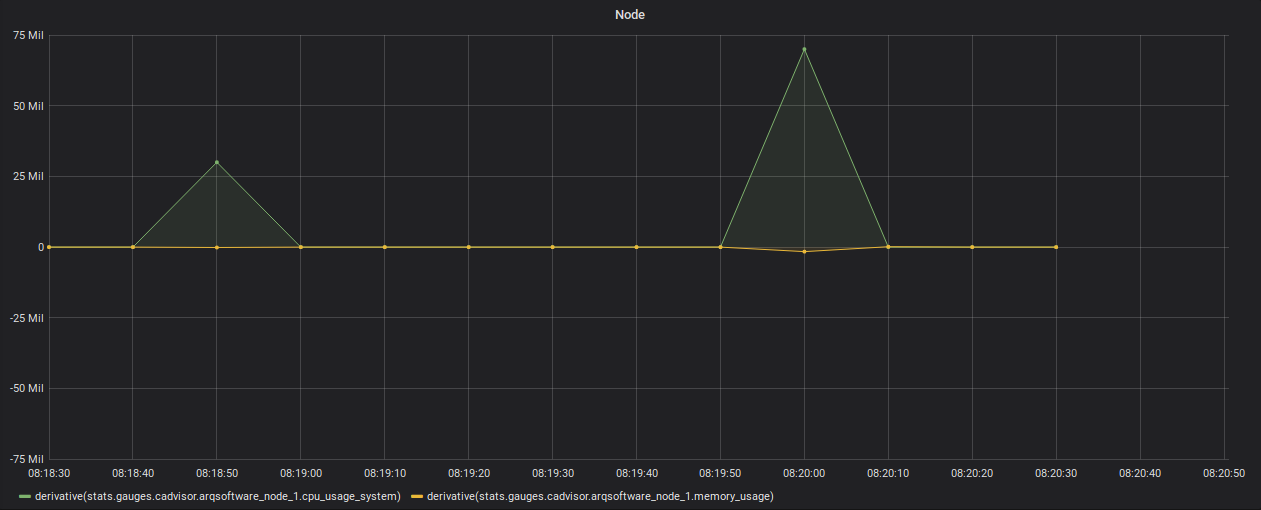 Node
75 Mil
50 Mil
25 Mil
0
-25 Mil
-50 Mil
-75 Mil
08:18:30 08:18:40 08:18:50 08:19:00 08:19:10 08:19:20 08:19:30 08:19:40 08:19:50 08:20:00 08:20:10 08:20:20 08:20:30 08:20:40 08:20:50
derivative(stats.gauges.cadvisor.arqsoftware_node_1.cpu_usage_system) derivative(stats.gauges.cadvisor.arqsoftware_node_1.memory_usage)